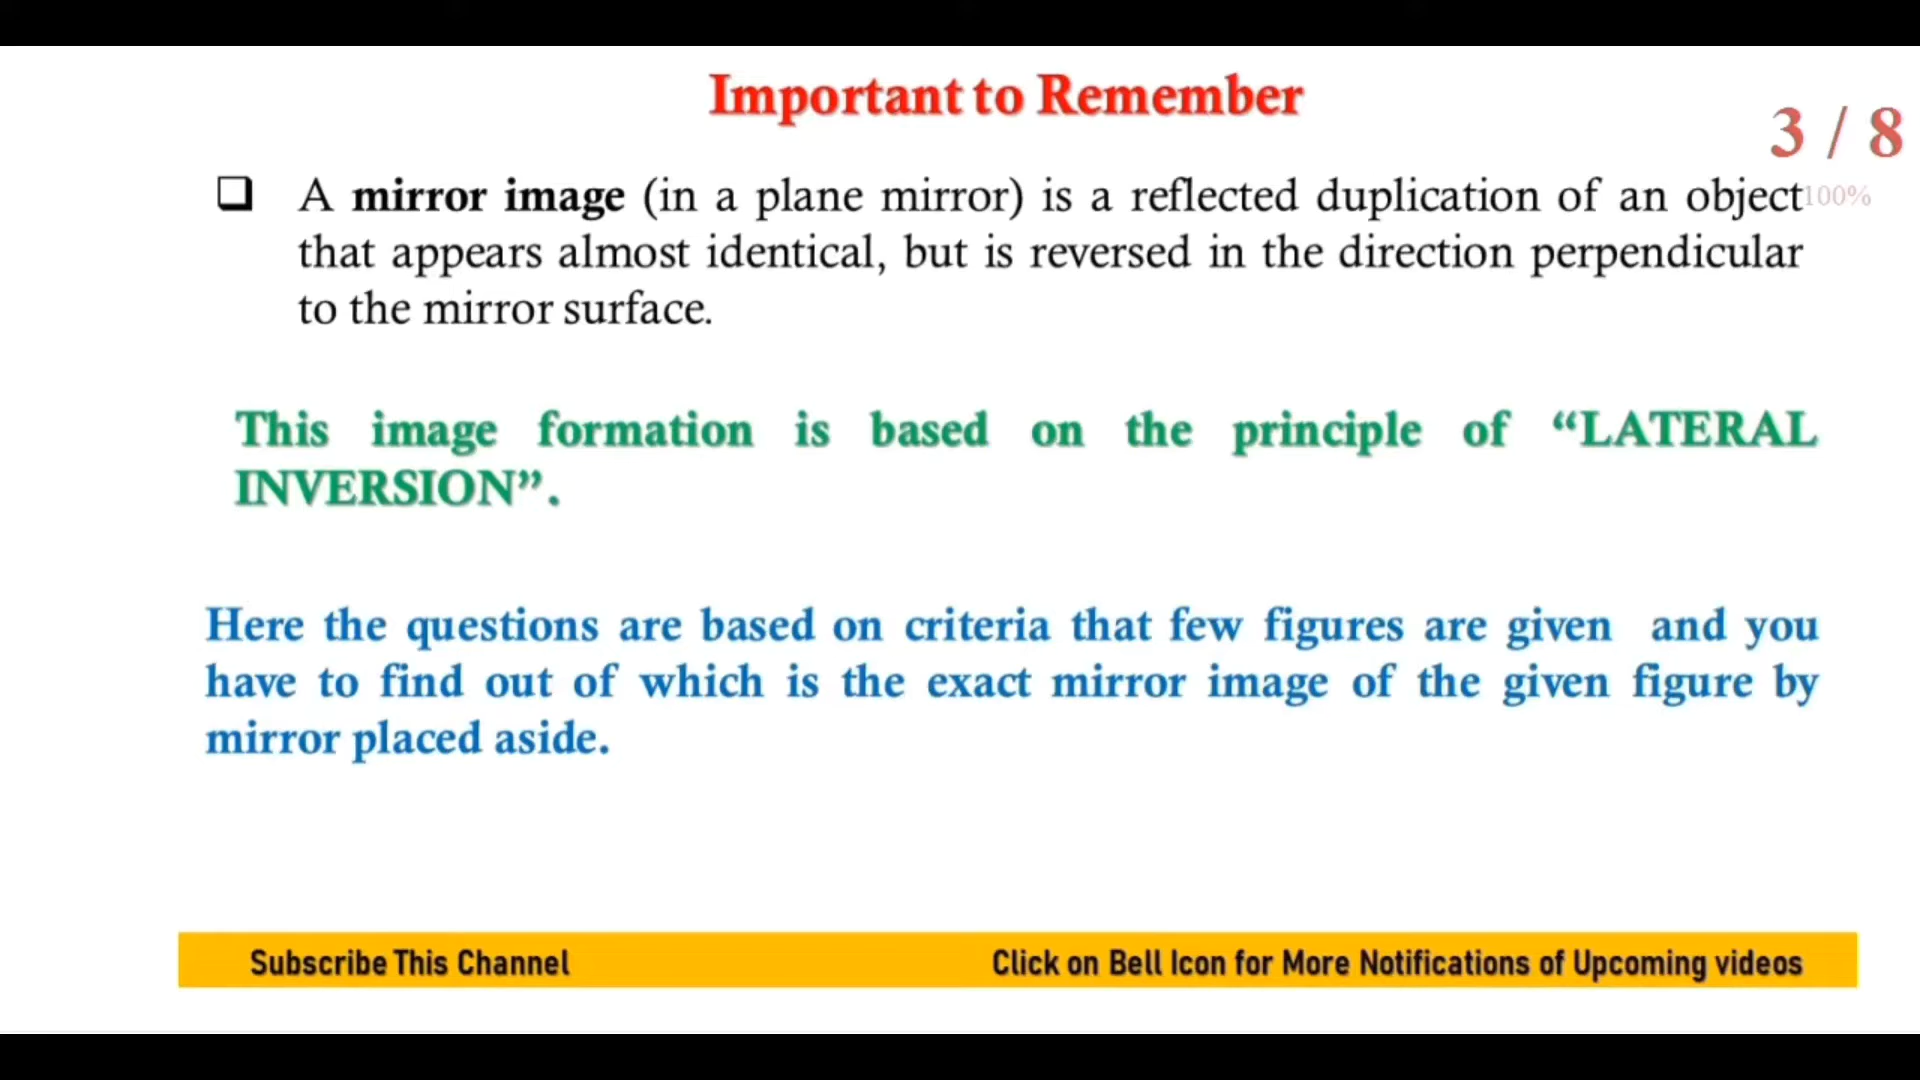 Important to Remember
3 / 8
❑ A mirror image (in a plane mirror) is a reflected duplication of an object
100%
that appears almost identical, but is reversed in the direction perpendicular
to the mirror surface.
This image formation is based on the principle of “LATERAL
INVERSION”.
Here the questions are based on criteria that few figures are given and you
have to find out of which is the exact mirror image of the given figure by
mirror placed aside.
Subscribe This Channel
Click on Bell Icon for More Notifications of Upcoming videos